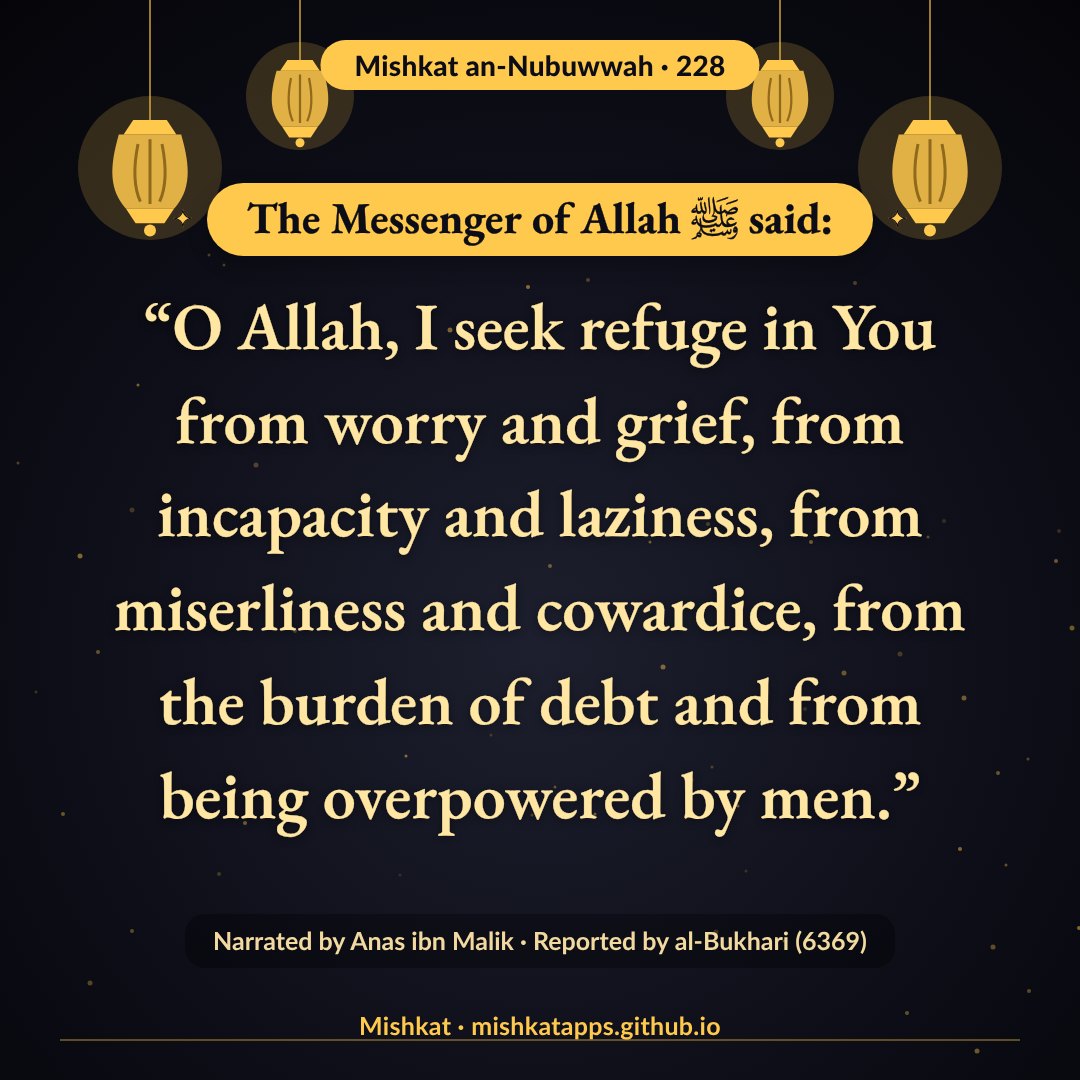 Mishkat an-Nubuwwah · 228
The Messenger of Allah ﷺ said:
“O Allah, I seek refuge in You
from worry and grief, from
incapacity and laziness, from
miserliness and cowardice, from
the burden of debt and from
being overpowered by men.”
Narrated by Anas ibn Malik · Reported by al-Bukhari (6369)
Mishkat · mishkatapps.github.io